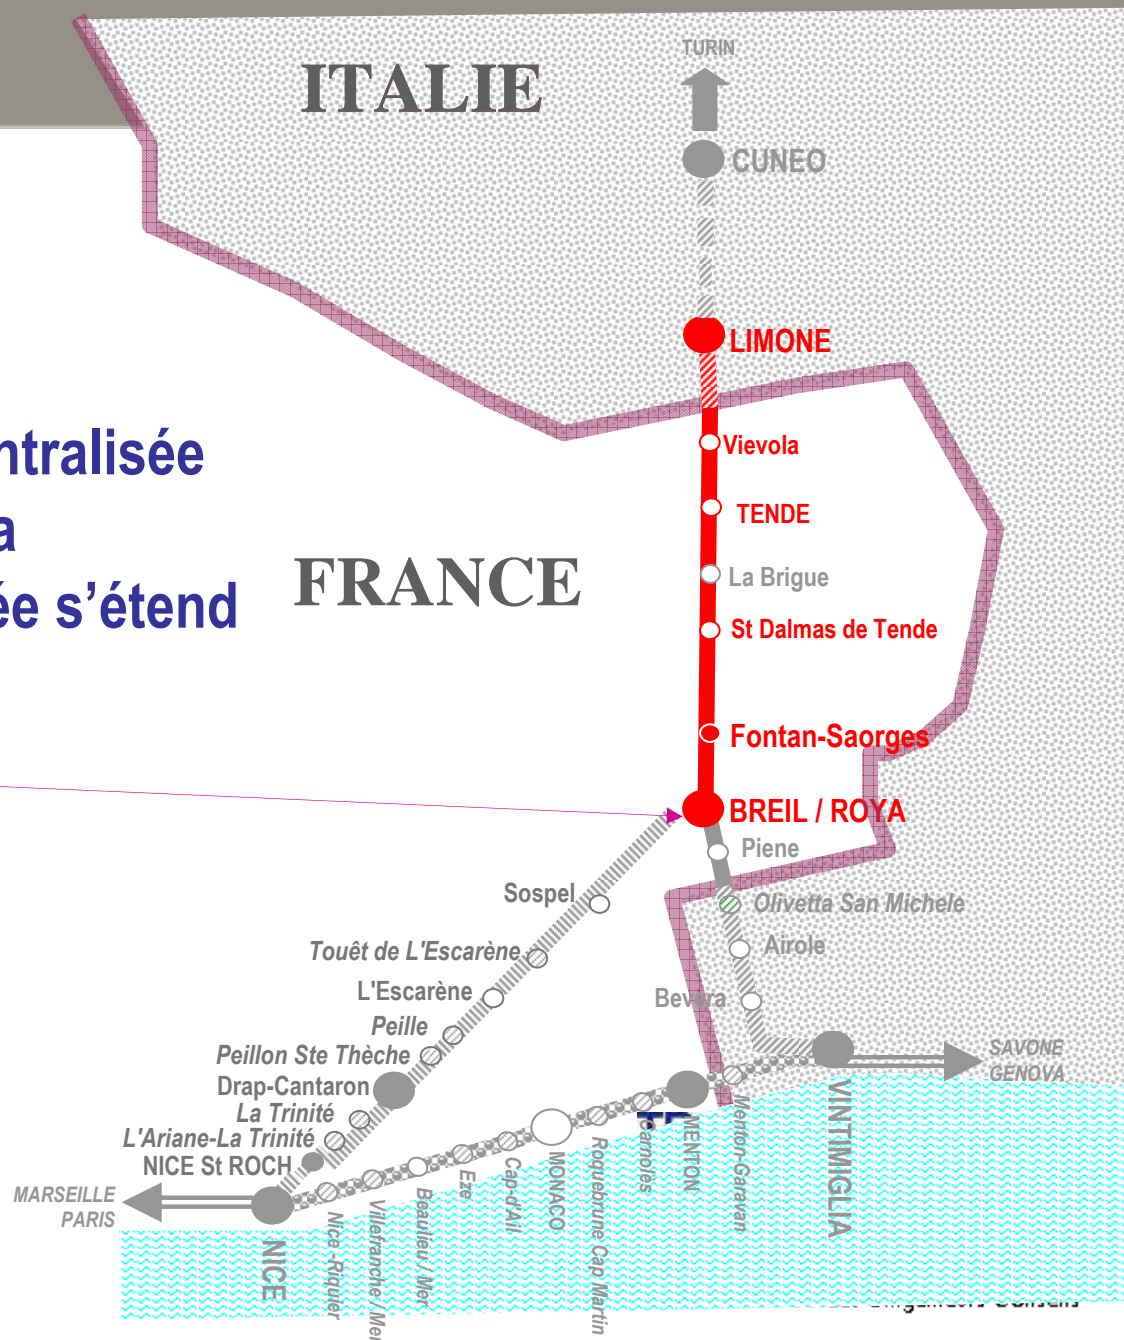 TURIN
ITALIE
CUNEO
LIMONE
ntralisée
Vievola
a
TENDE
FRANCE
La Brigue
ée s’étend
St Dalmas de Tende
Fontan-Saorges
BREIL / ROYA
Piene
Sospel
Olivetta San Michele
Touêt de L'Escarène
Airole
L'Escarène
Bevera
Peille
Peillon Ste Thèche
SAVONE
GENOVA
Drap-Cantaron
La Trinité
L'Ariane-La Trinité
NICE St ROCH
MARSEILLE
PARIS
NICE
Nice -Riquier
Villefranche / Mer
Beaulieu / Mer
Eze
Cap-d'Ail
MONACO
Roquebrune Cap Martin
Carnolès
MENTON
Menton-Garavan
VINTIMIGLIA